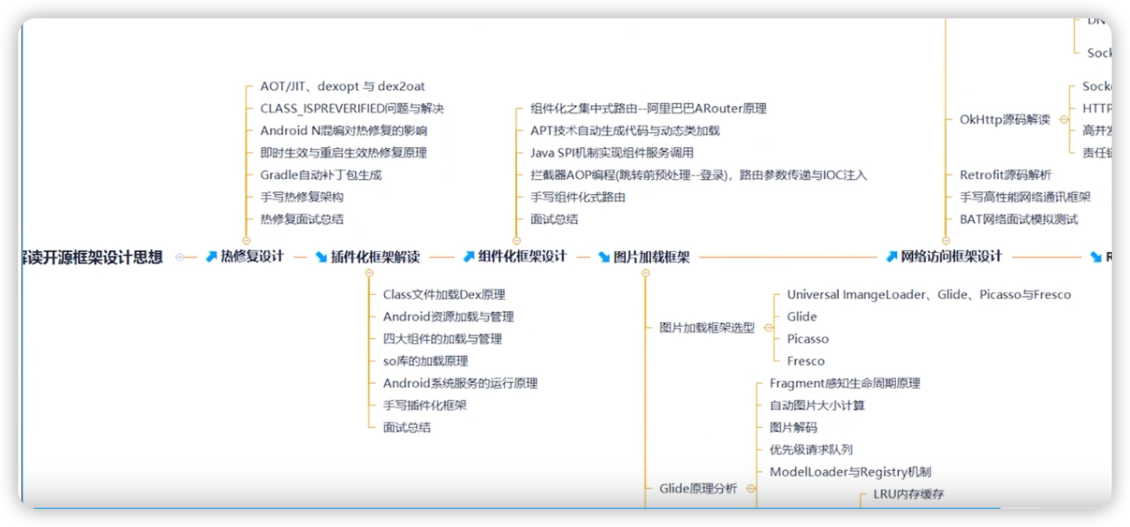 AOT/JIT、dexopt 与 dex2oat
CLASS_ISPREVERIFIED问题与解决
Android N混编对热修复的影响
即时生效与重启生效热修复原理
Gradle自动补丁包生成
手写热修复架构
热修复面试总结
组件化之集中式路由--阿里巴巴ARouter原理
APT技术自动生成代码与动态类加载
Java SPI机制实现组件服务调用
拦截器AOP编程(跳转前预处理--登录)，路由参数传递与IOC注入
手写组件化式路由
面试总结
Sock
OkHttp源码解读
Socke
HTTP
高并发
责任链
Retrofit源码解析
手写高性能网络通讯框架
BAT网络面试模拟测试
解读开源框架设计思想
热修复设计
插件化框架解读
组件化框架设计
图片加载框架
网络访问框架设计
Class文件加载Dex原理
Android资源加载与管理
四大组件的加载与管理
so库的加载原理
Android系统服务的运行原理
手写插件化框架
面试总结
图片加载框架选型
Universal ImangeLoader、Glide、Picasso与Fresco
Glide
Picasso
Fresco
Glide原理分析
Fragment感知生命周期原理
自动图片大小计算
图片解码
优先级请求队列
ModelLoader与Registry机制
LRU内存缓存